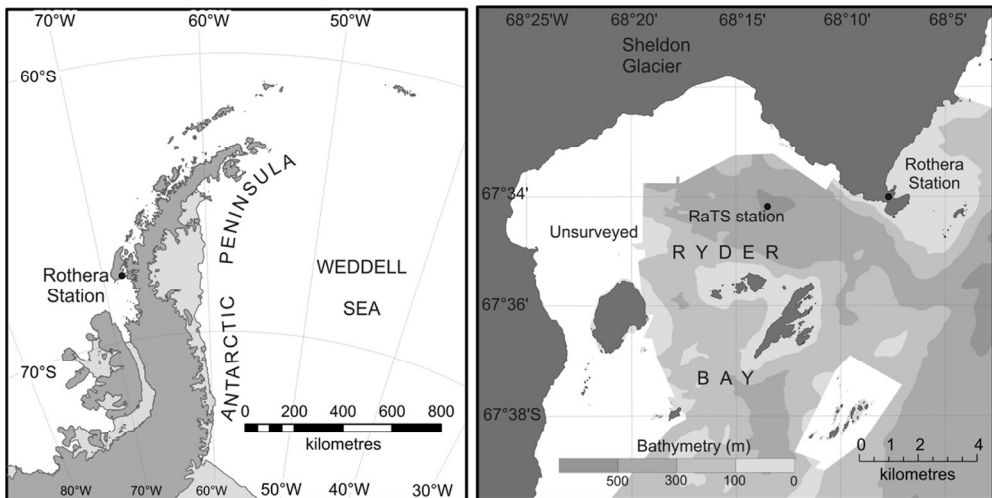 70°W
60°W
50°W
60°S
ANTARCTIC PENINSULA
Rothera
Station
WEDDELL
SEA
70°S
0 200 400 600 800
kilometres
80°W
70°W
60°W
50°W
40°W
30°W
68°25'W
68°20'
68°15'
68°10'
68°5'
Sheldon
Glacier
Rothera
Station
67°34'
RaTS station
Unsurveyed
RYDER
67°36'
BAY
67°38'S
Bathymetry (m)
500 300 100 0
0 1 2 4
kilometres